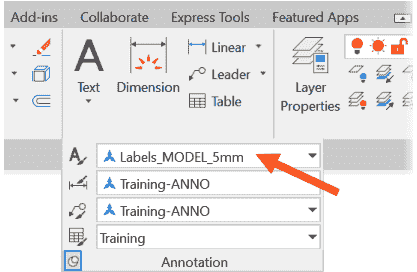 Add-ins Collaborate Express Tools Featured Apps
Linear
Leader
Text Dimension Table Layer
Properties
Labels_MODEL_5mm
Training-ANNO
Training-ANNO
Training
Annotation